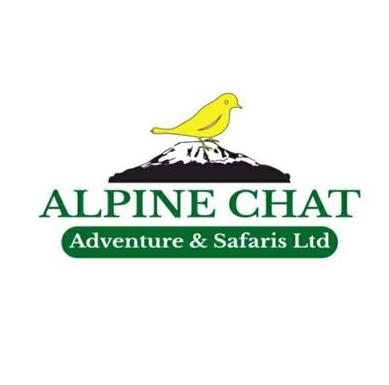 ALPINE CHAT
Adventure & Safaris Ltd